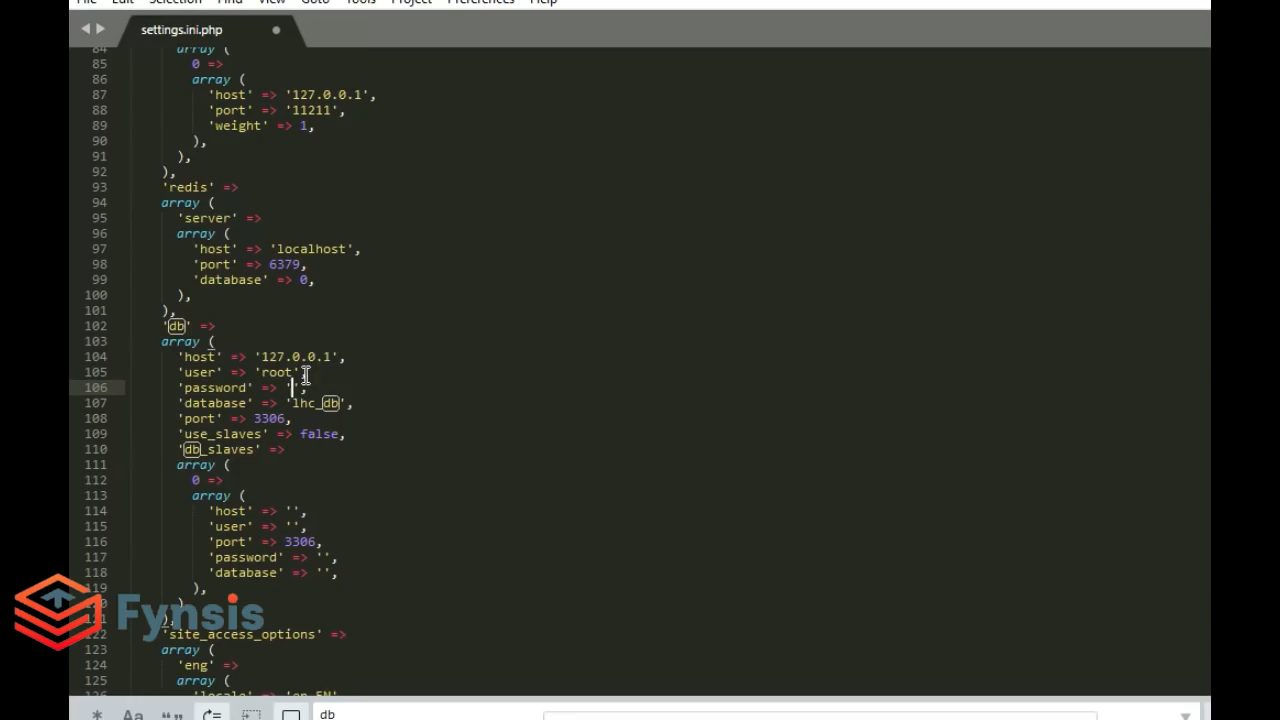 File Edit Selection Find View Goto Tools Project Preferences Help
settings.ini.php
84 array (
85 0 =>
86 array (
87 'host' => '127.0.0.1',
88 'port' => '11211',
89 'weight' => 1,
90 ),
91 ),
92 ),
93 'redis' =>
94 array (
95 'server' =>
96 array (
97 'host' => 'localhost',
98 'port' => 6379,
99 'database' => 0,
100 ),
101 ),
102 'db' =>
103 array (
104 'host' => '127.0.0.1',
105 'user' => 'root',
106 'password' => '',
107 'database' => 'lhc_db',
108 'port' => 3306,
109 'use_slaves' => false,
110 'db_slaves' =>
111 array (
112 0 =>
113 array (
114 'host' => '',
115 'user' => '',
116 'port' => 3306,
117 'password' => '',
118 'database' => '',
119 ),
120 )
121 ),
122 'site_access_options' =>
123 array (
124 'eng' =>
125 array (
126 'locale' => 'en_EN'
Fynsis
* Aa “”
db